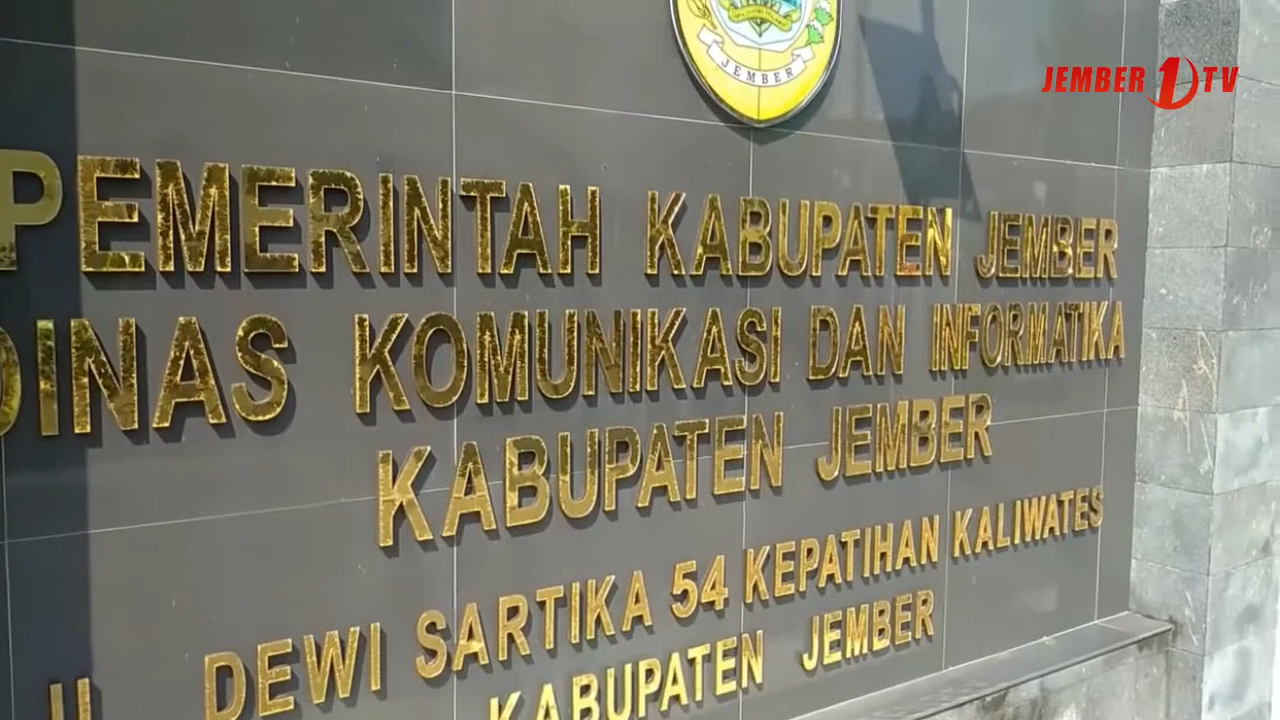 JEMBER
JEMBER 1 TV
PEMERINTAH KABUPATEN JEMBER
DINAS KOMUNIKASI DAN INFORMATIKA
KABUPATEN JEMBER
Jl. DEWI SARTIKA 54 KEPATIHAN KALIWATES
KABUPATEN JEMBER